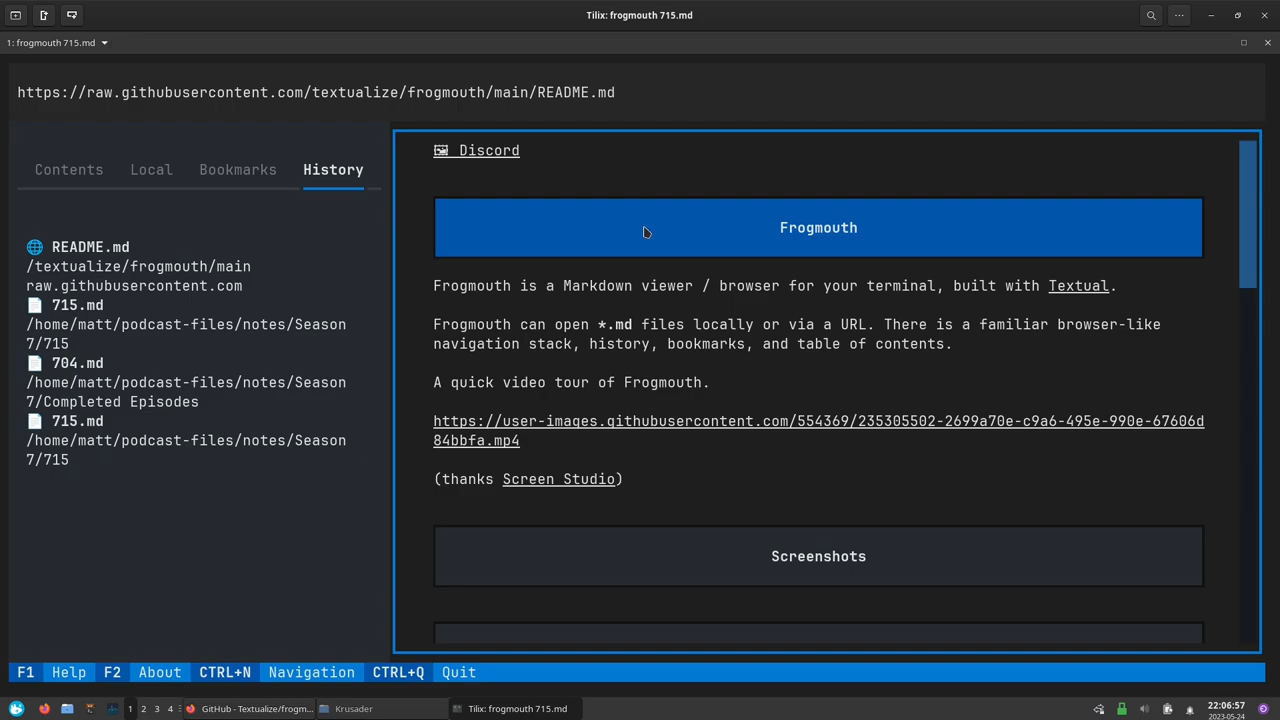 Tilix: frogmouth 715.md
1: frogmouth 715.md
https://raw.githubusercontent.com/textualize/frogmouth/main/README.md
Contents Local Bookmarks History
README.md
/textualize/frogmouth/main
raw.githubusercontent.com
715.md
/home/matt/podcast-files/notes/Season
7/715
704.md
/home/matt/podcast-files/notes/Season
7/Completed Episodes
715.md
/home/matt/podcast-files/notes/Season
7/715
Discord
Frogmouth
Frogmouth is a Markdown viewer / browser for your terminal, built with Textual.
Frogmouth can open *.md files locally or via a URL. There is a familiar browser-like
navigation stack, history, bookmarks, and table of contents.
A quick video tour of Frogmouth.
https://user-images.githubusercontent.com/554369/235305502-2699a70e-c9a6-495e-990e-67606d
84bbfa.mp4
(thanks Screen Studio)
Screenshots
F1 Help F2 About CTRL+N Navigation CTRL+Q Quit
1 2 3 4 GitHub - Textualize/frogm... Krusader Tilix: frogmouth 715.md
22:06:57
2023-05-24